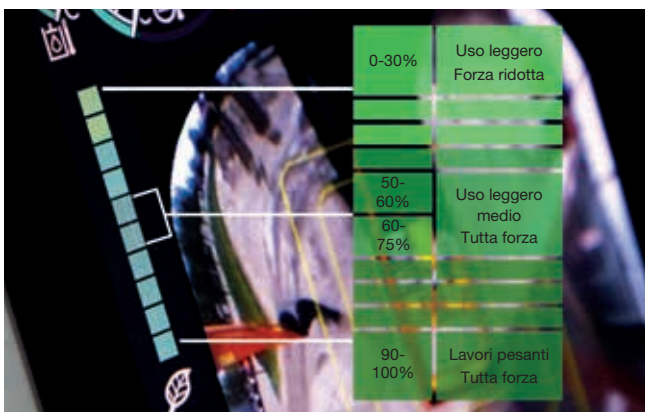 0-30%
Uso leggero
Forza ridotta
50-
60%
60-
75%
Uso leggero
medio
Tutta forza
90-
100%
Lavori pesanti
Tutta forza